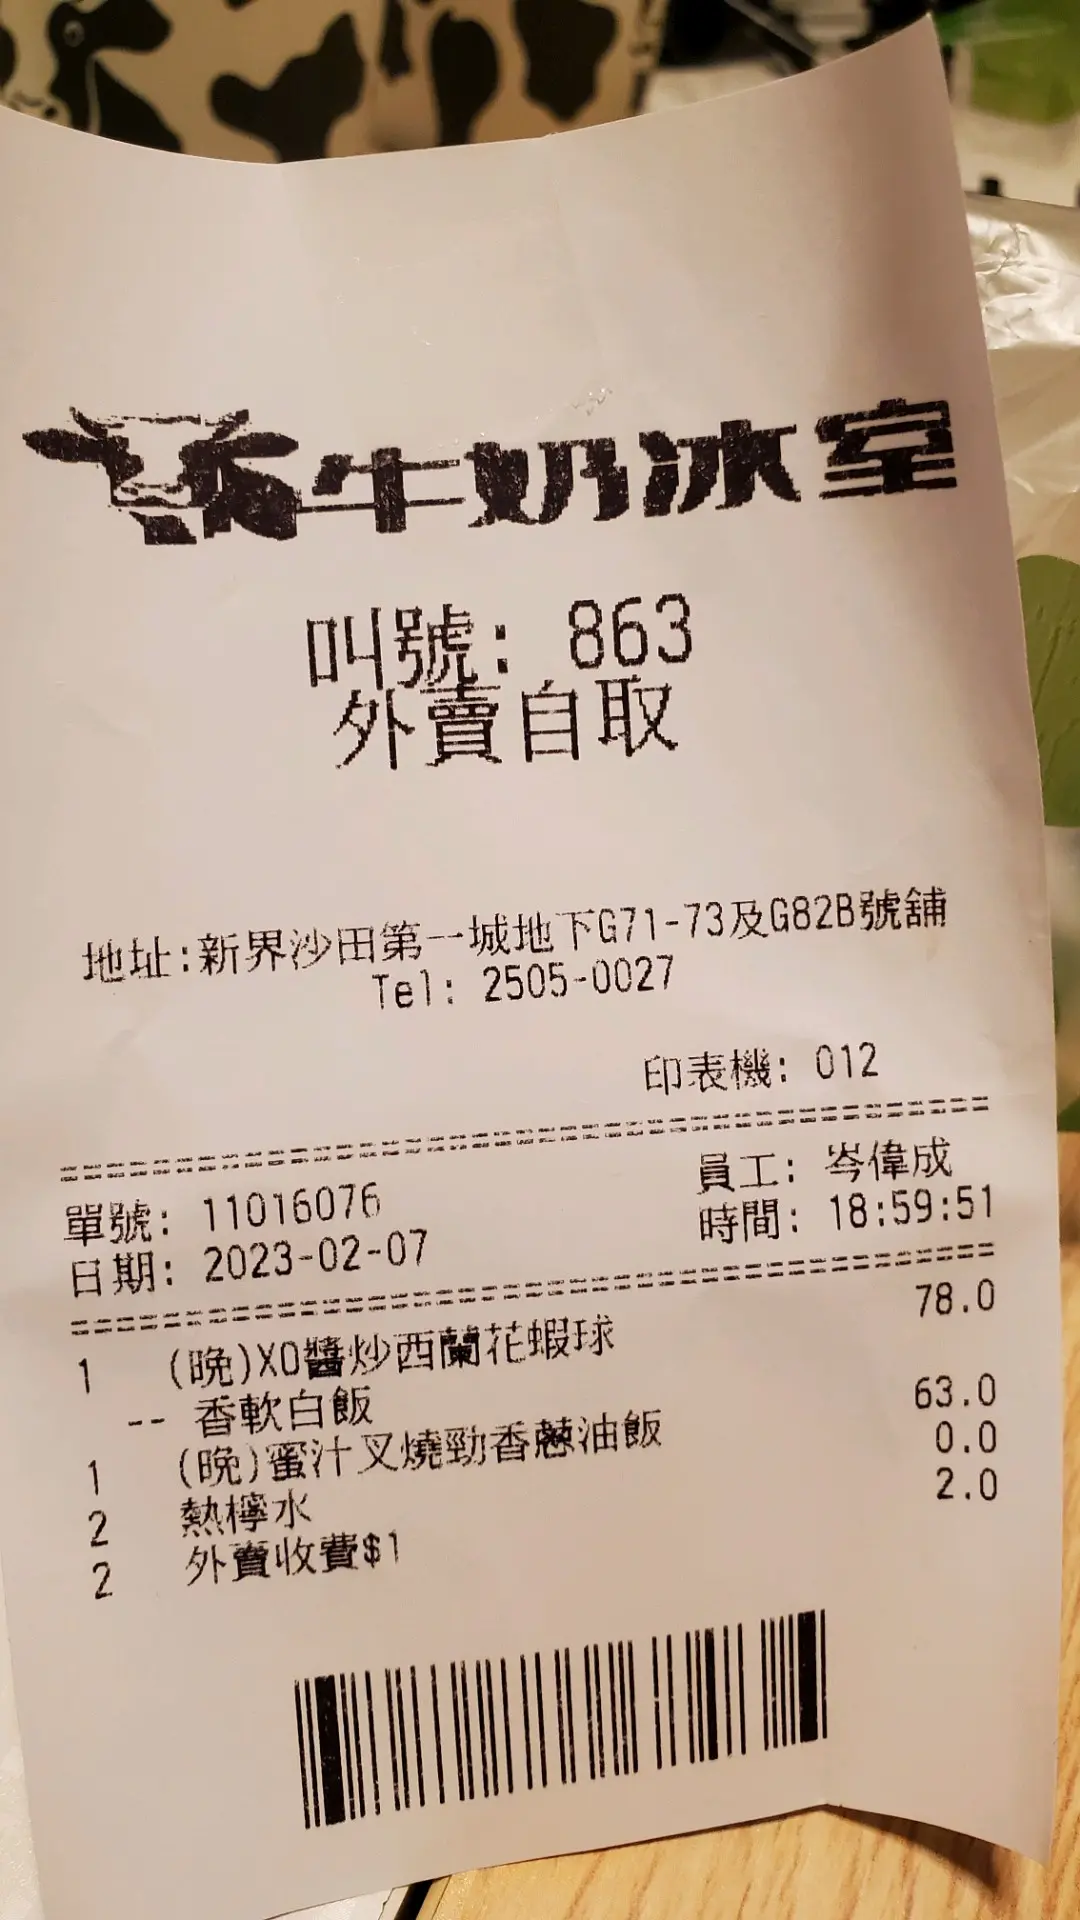 牛奶冰室
叫號: 863
外賣自取
地址:新界沙田第一城地下G71-73及G82B號舖
Tel: 2505-0027
印表機: 012
單號: 11016076 員工: 岑偉成
日期: 2023-02-07 時間: 18:59:51
1 (晚)XO醬炒西蘭花蝦球 78.0
-- 香軟白飯
1 (晚)蜜汁叉燒勁香蔥油飯 63.0
2 熱檸水 0.0
2 外賣收費$1 2.0